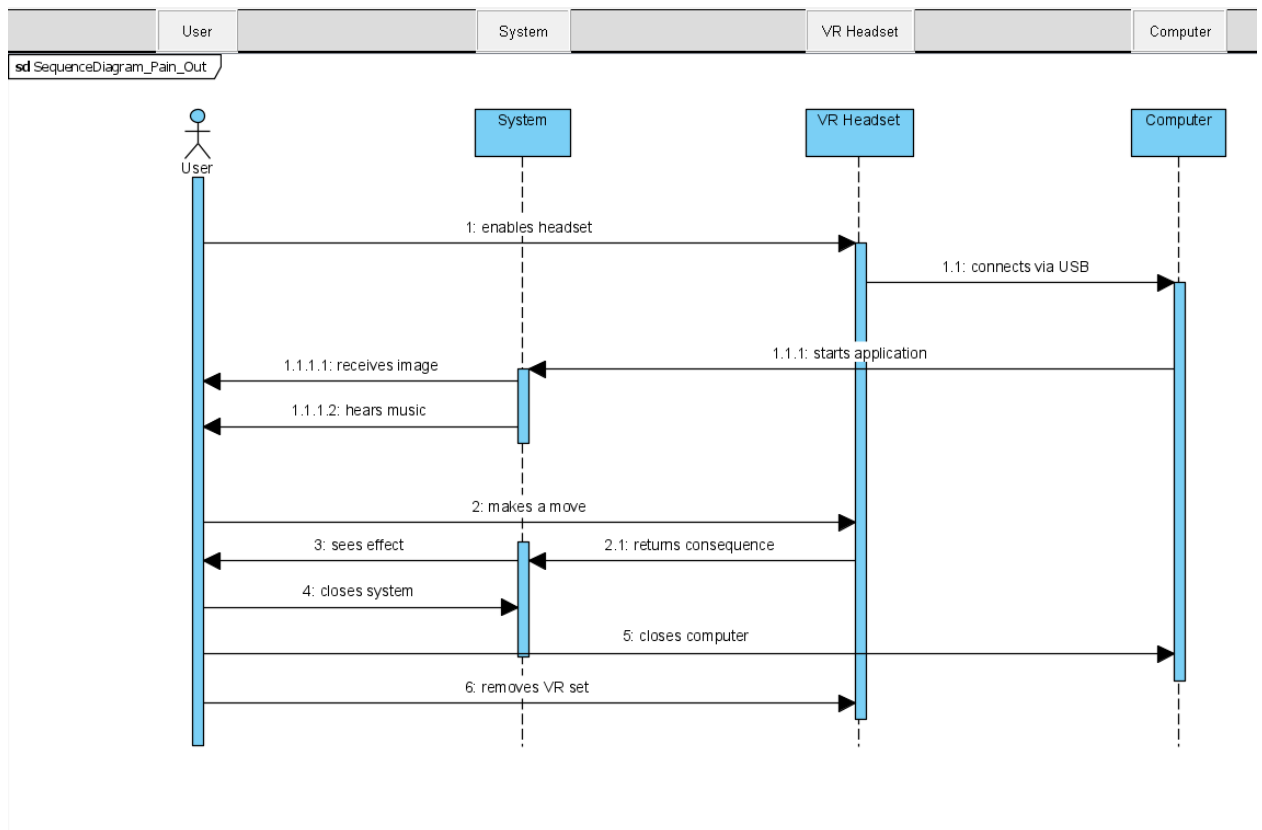 User System VR Headset Computer
sd SequenceDiagram_Pain_Out
System VR Headset Computer
User
1: enables headset
1.1: connects via USB
1.1.1: starts application
1.1.1.1: receives image
1.1.1.2: hears music
2: makes a move
3: sees effect 2.1: returns consequence
4: closes system
5: closes computer
6: removes VR set